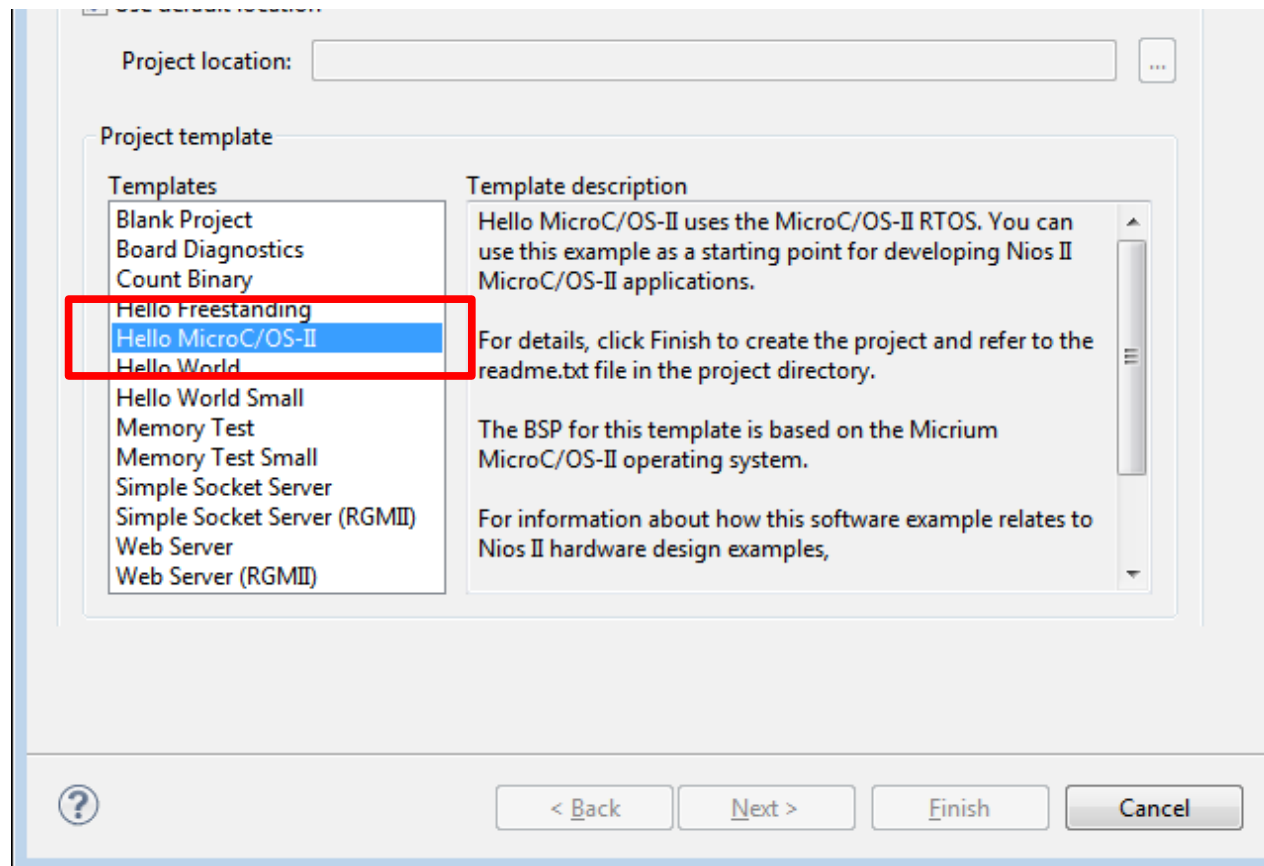 Use default location
Project location:
...
Project template
Templates
Blank Project
Board Diagnostics
Count Binary
Hello Freestanding
Hello MicroC/OS-II
Hello World
Hello World Small
Memory Test
Memory Test Small
Simple Socket Server
Simple Socket Server (RGMII)
Web Server
Web Server (RGMII)
Template description
Hello MicroC/OS-II uses the MicroC/OS-II RTOS. You can
use this example as a starting point for developing Nios II
MicroC/OS-II applications.
For details, click Finish to create the project and refer to the
readme.txt file in the project directory.
The BSP for this template is based on the Micrium
MicroC/OS-II operating system.
For information about how this software example relates to
Nios II hardware design examples,
?
< Back
Next >
Finish
Cancel